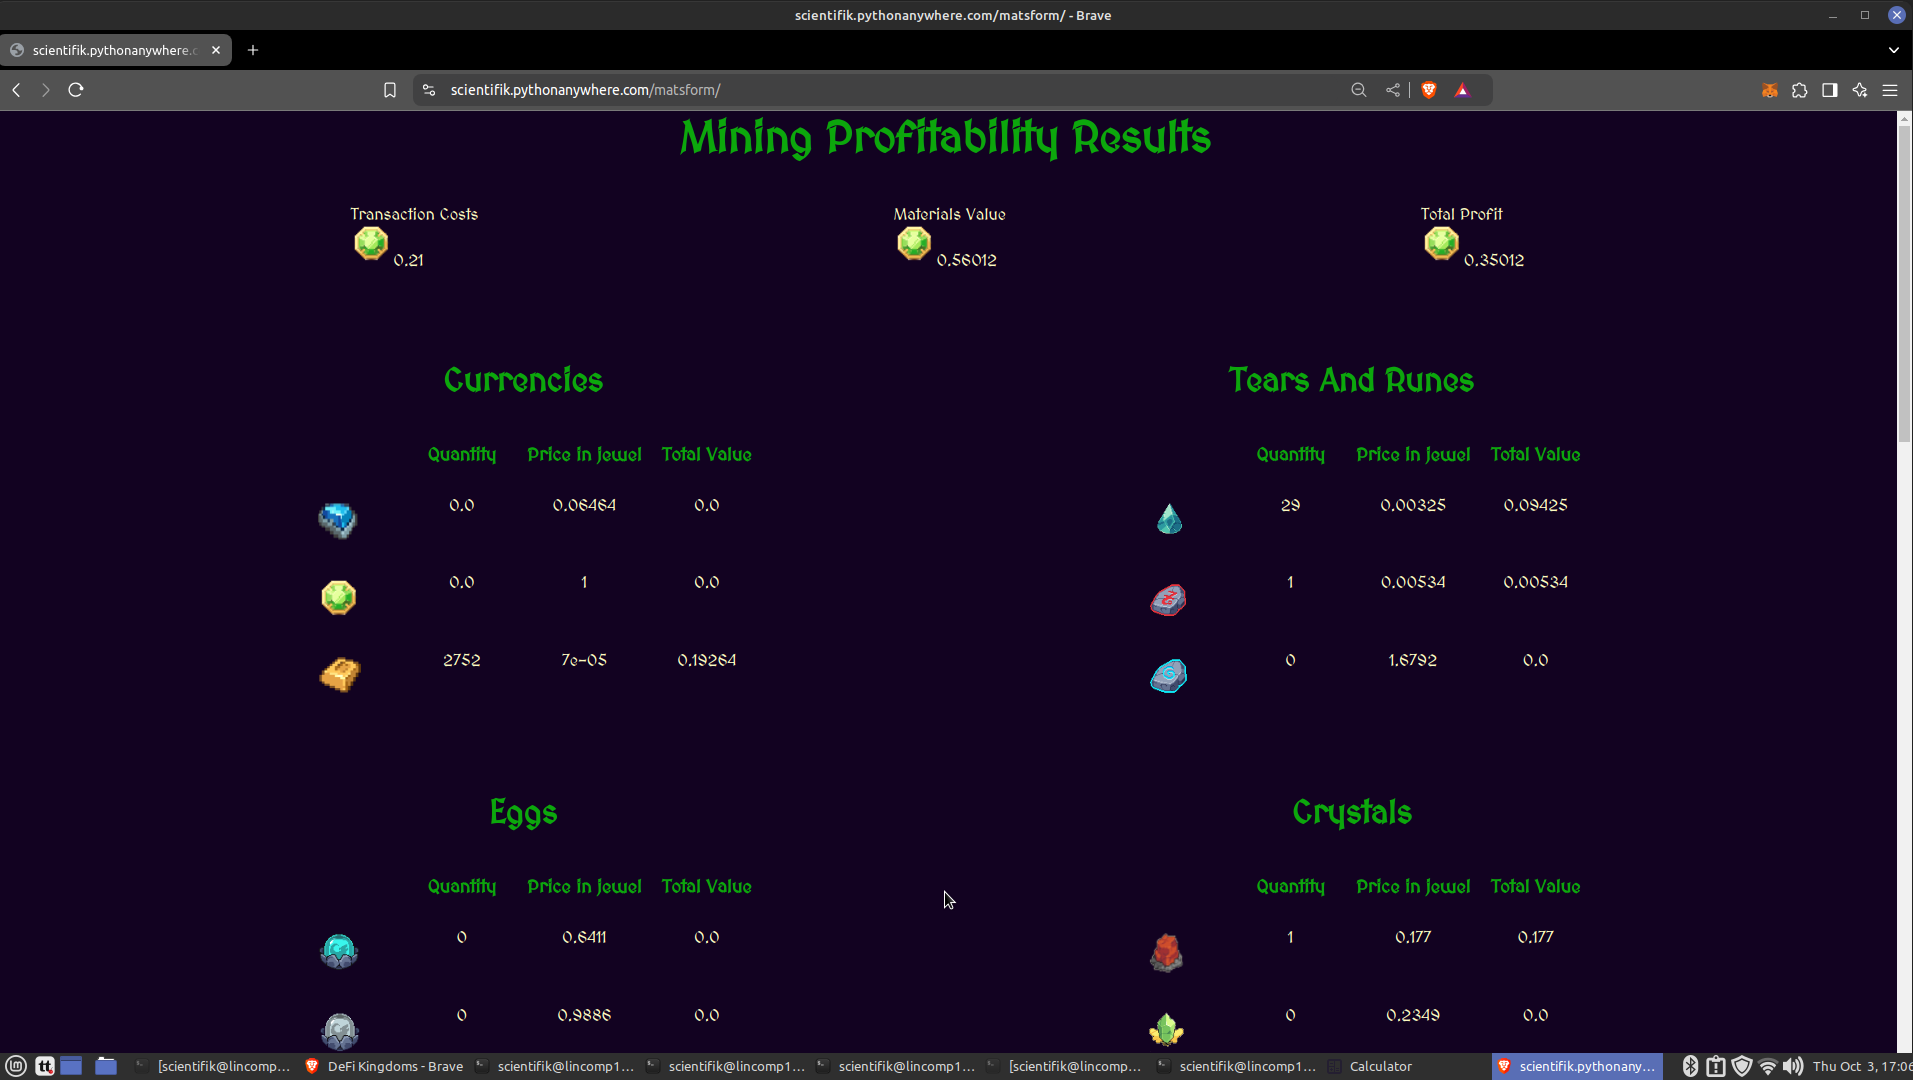 scientifik.pythonanywhere.com/matsform/ - Brave
scientifik.pythonanywhere.c
scientifik.pythonanywhere.com/matsform/
Mining Profitability Results
Transaction Costs
0.21
Materials Value
0.56012
Total Profit
0.35012
Currencies
Quantity Price in Jewel Total Value
0.0 0.06464 0.0
0.0 1 0.0
2752 7e-05 0.19264
Tears And Runes
Quantity Price in Jewel Total Value
29 0.00325 0.09425
1 0.00534 0.00534
0 1.6792 0.0
Eggs
Quantity Price in Jewel Total Value
0 0.6411 0.0
0 0.9886 0.0
Crystals
Quantity Price in Jewel Total Value
1 0.177 0.177
0 0.2349 0.0
[scientifik@lincomp... DeFi Kingdoms - Brave scientifik@lincomp1... scientifik@lincomp1... scientifik@lincomp1... [scientifik@lincomp... scientifik@lincomp1... Calculator scientifik.pythonany... Thu Oct 3, 17:06